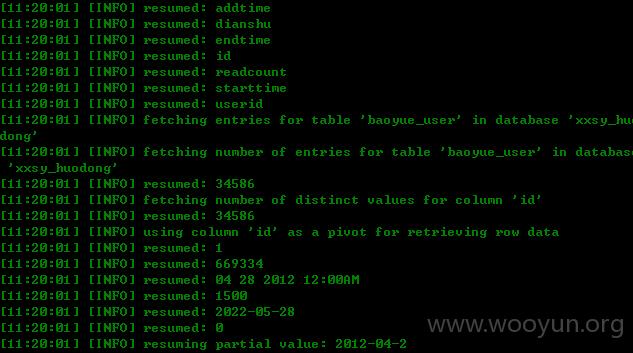 [11:20:01] [INFO] resumed: addtime
[11:20:01] [INFO] resumed: dianshu
[11:20:01] [INFO] resumed: endtime
[11:20:01] [INFO] resumed: id
[11:20:01] [INFO] resumed: readcount
[11:20:01] [INFO] resumed: starttime
[11:20:01] [INFO] resumed: userid
[11:20:01] [INFO] fetching entries for table 'baoyue_user' in database 'xxsy_huo
dong'
[11:20:01] [INFO] fetching number of entries for table 'baoyue_user' in database
 'xxsy_huodong'
[11:20:01] [INFO] resumed: 34586
[11:20:01] [INFO] fetching number of distinct values for column 'id'
[11:20:01] [INFO] resumed: 34586
[11:20:01] [INFO] using column 'id' as a pivot for retrieving row data
[11:20:01] [INFO] resumed: 1
[11:20:01] [INFO] resumed: 669334
[11:20:01] [INFO] resumed: 04 28 2012 12:00AM
[11:20:01] [INFO] resumed: 1500
[11:20:01] [INFO] resumed: 2022-05-28
[11:20:01] [INFO] resumed: 0
[11:20:01] [INFO] resuming partial value: 2012-04-2
www.wooyun.org